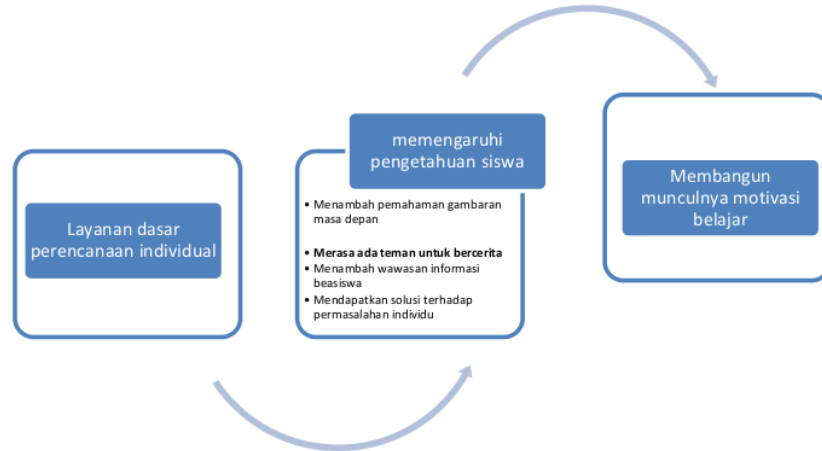 Layanan dasar
perencanaan individual
memengaruhi
pengetahuan siswa
• Menambah pemahaman gambaran
masa depan
• Merasa ada teman untuk bercerita
• Menambah wawasan informasi
beasiswa
• Mendapatkan solusi terhadap
permasalahan individu
Membangun
munculnya motivasi
belajar